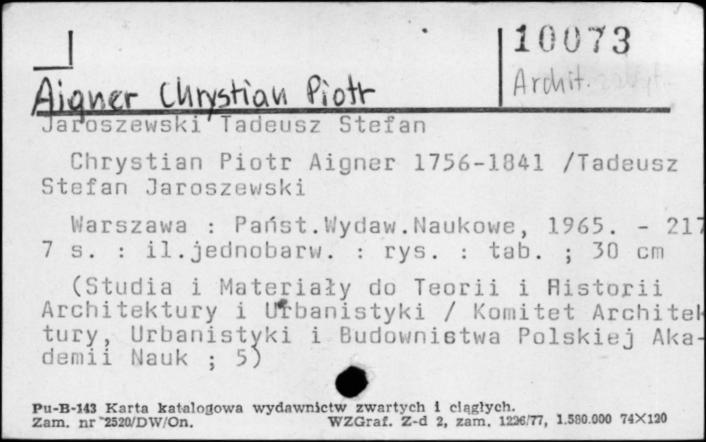 10073
Archit.
Aigner Chrystian Piotr
Jaroszewski Tadeusz Stefan
Chrystian Piotr Aigner 1756-1841 /Tadeusz
Stefan Jaroszewski
Warszawa : Państ.Wydaw.Naukowe, 1965. - 217
7 s. : il.jednobarw. : rys. : tab. ; 30 cm
(Studia i Materiały do Teorii i Historii
Architektury i Urbanistyki / Komitet Architek
tury, Urbanistyki i Budownictwa Polskiej Aka-
demii Nauk ; 5)
Pu-B-143 Karta katalogowa wydawnictw zwartych i ciągłych.
Zam. nr 2520/DW/On. WZGraf. Z-d 2, zam. 1226/77, 1.580.000 74×120